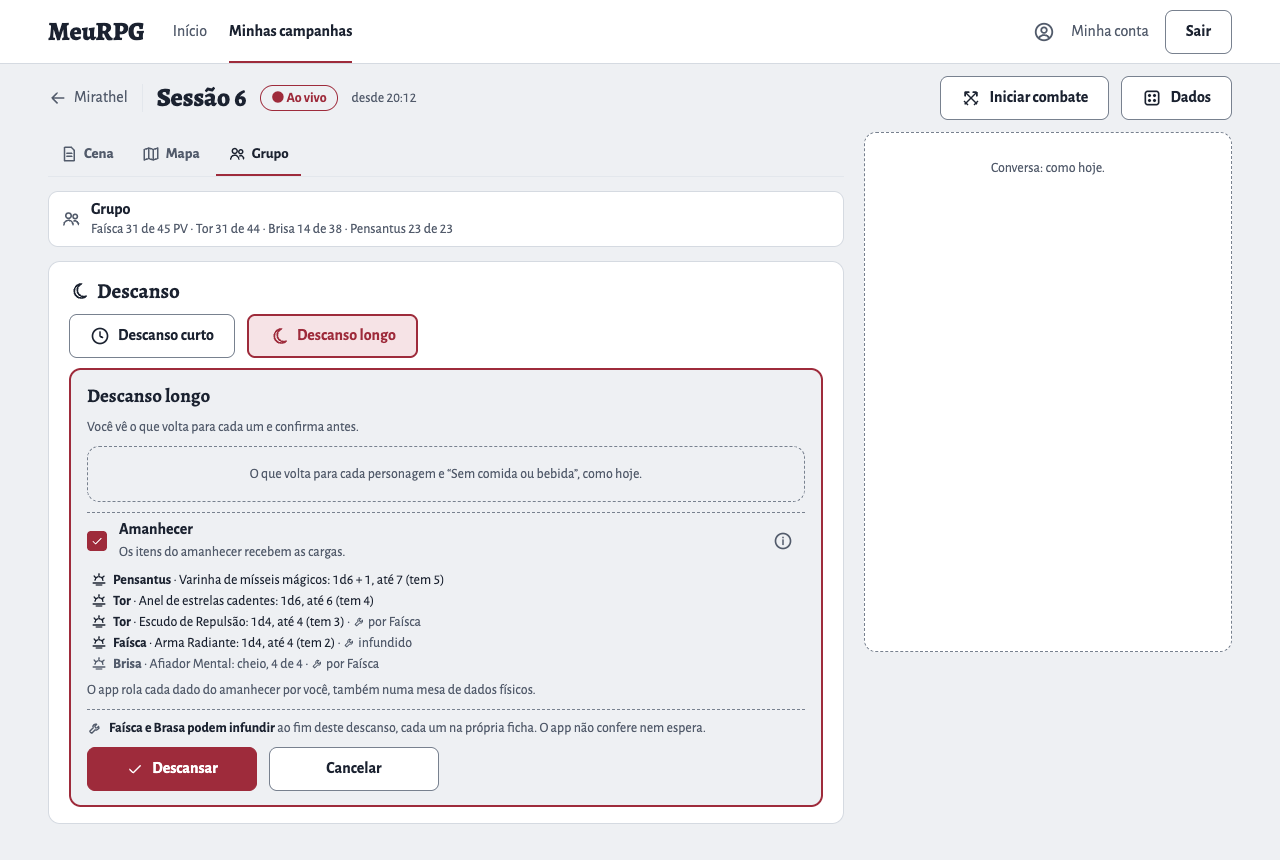 MeuRPG
Início
Minhas campanhas
Minha conta
Sair
Mirathel
Sessão 6
Ao vivo
desde 20:12
Iniciar combate
Dados
Cena
Mapa
Grupo
Conversa: como hoje.
Grupo
Faísca 31 de 45 PV · Tor 31 de 44 · Brisa 14 de 38 · Pensantus 23 de 23
Descanso
Descanso curto
Descanso longo
Descanso longo
Você vê o que volta para cada um e confirma antes.
O que volta para cada personagem e "Sem comida ou bebida", como hoje.
Amanhecer
Os itens do amanhecer recebem as cargas.
Pensantus · Varinha de mísseis mágicos: 1d6 + 1, até 7 (tem 5)
Tor · Anel de estrelas cadentes: 1d6, até 6 (tem 4)
Tor · Escudo de Repulsão: 1d4, até 4 (tem 3) · por Faísca
Faísca · Arma Radiante: 1d4, até 4 (tem 2) · infundido
Brisa · Afiador Mental: cheio, 4 de 4 · por Faísca
O app rola cada dado do amanhecer por você, também numa mesa de dados físicos.
Faísca e Brasa podem infundir ao fim deste descanso, cada um na própria ficha. O app não confere nem espera.
Descansar
Cancelar